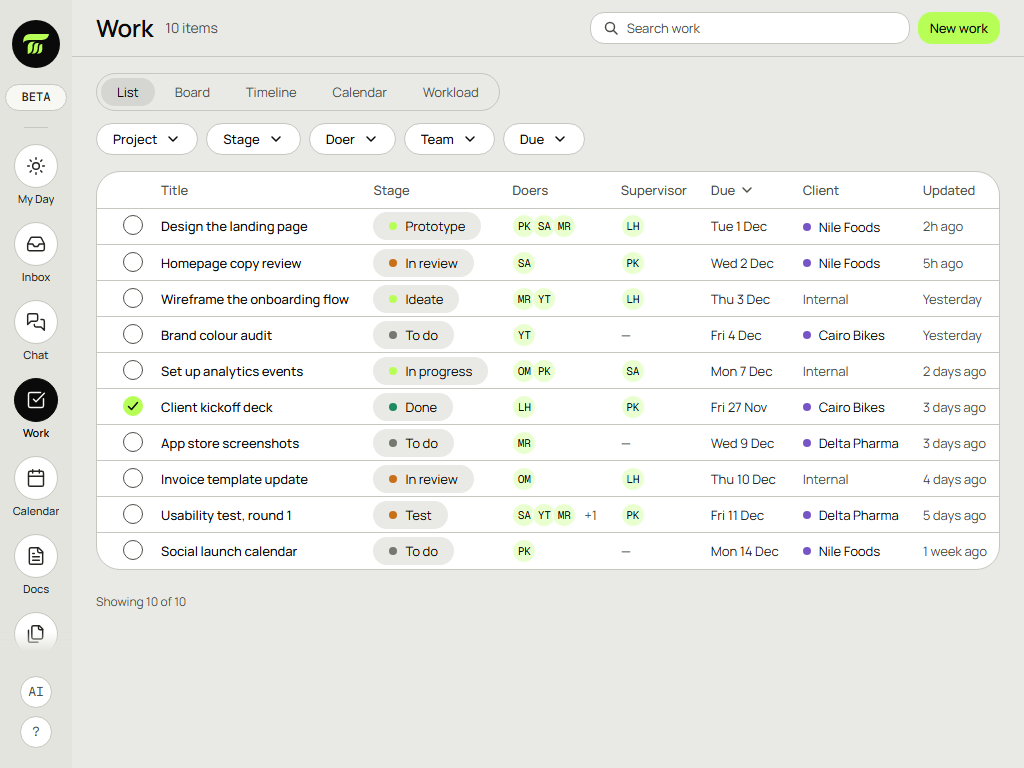 Work 10 items
Search work
New work
BETA
My Day
Inbox
Chat
Work
Calendar
Docs
AI
?
List Board Timeline Calendar Workload
Project Stage Doer Team Due
Title Stage Doers Supervisor Due Client Updated
Design the landing page Prototype PK SA MR LH Tue 1 Dec Nile Foods 2h ago
Homepage copy review In review SA PK Wed 2 Dec Nile Foods 5h ago
Wireframe the onboarding flow Ideate MR YT LH Thu 3 Dec Internal Yesterday
Brand colour audit To do YT — Fri 4 Dec Cairo Bikes Yesterday
Set up analytics events In progress OM PK SA Mon 7 Dec Internal 2 days ago
Client kickoff deck Done LH PK Fri 27 Nov Cairo Bikes 3 days ago
App store screenshots To do MR — Wed 9 Dec Delta Pharma 3 days ago
Invoice template update In review OM LH Thu 10 Dec Internal 4 days ago
Usability test, round 1 Test SA YT MR +1 PK Fri 11 Dec Delta Pharma 5 days ago
Social launch calendar To do PK — Mon 14 Dec Nile Foods 1 week ago
Showing 10 of 10